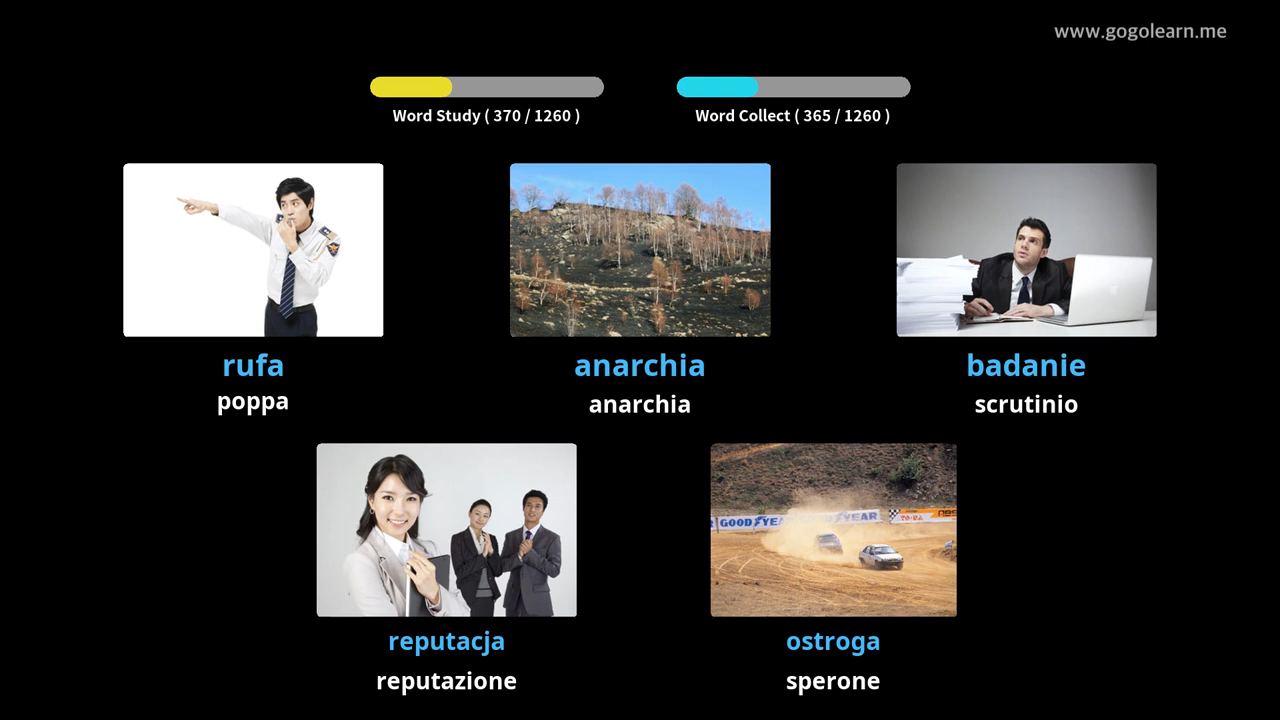 www.gogolearn.me
Word Study ( 370 / 1260 )
Word Collect ( 365 / 1260 )
rufa
poppa
anarchia
anarchia
badanie
scrutinio
GOODYEAR
reputacja
reputazione
ostroga
sperone